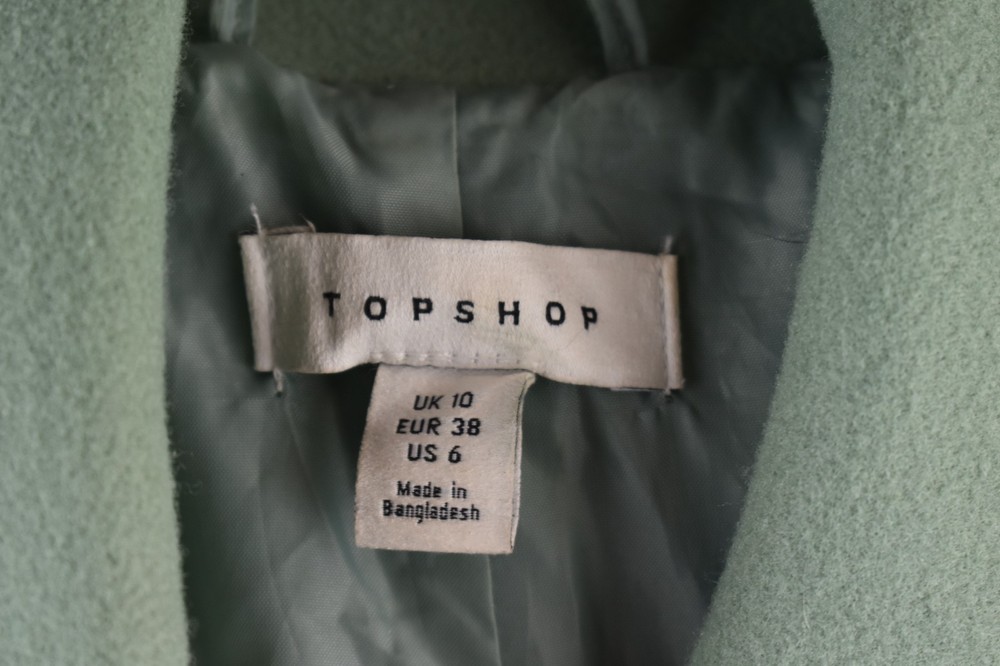 TOPSHOP
UK 10
EUR 38
US 6
Made in
Bangladesh